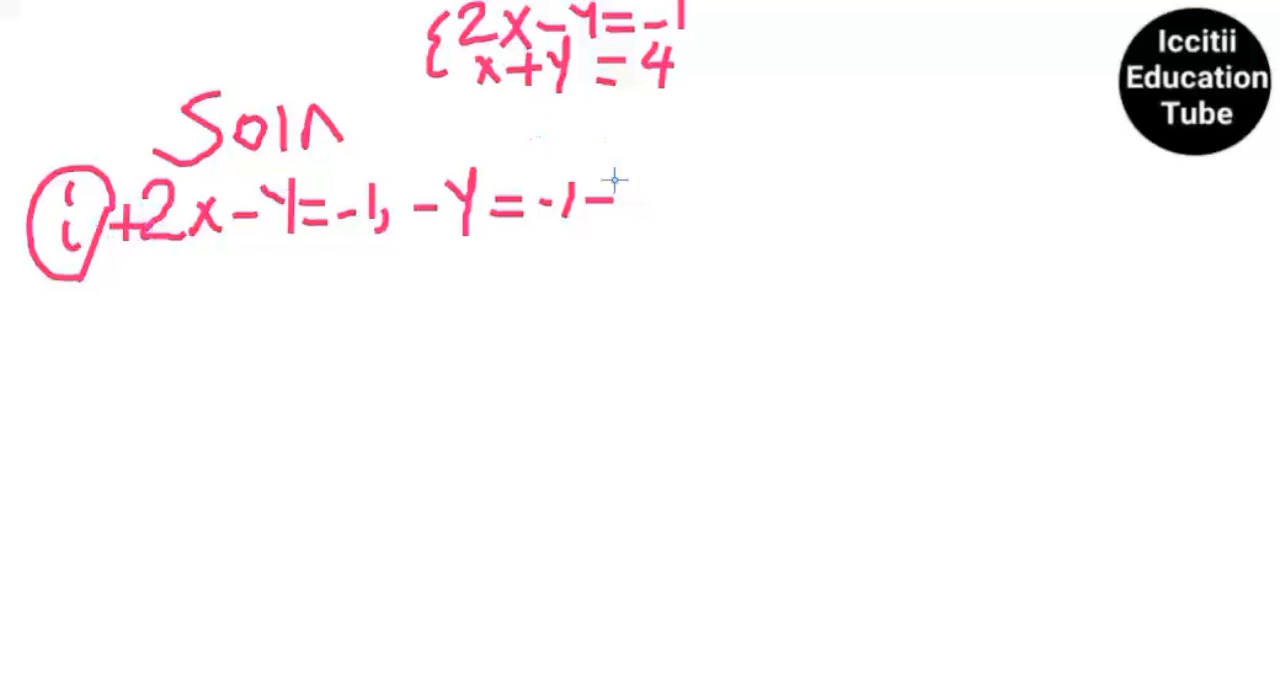 {2x-y=-1
x+y=4
Soln
i +2x-y=-1, -y=-1-
Iccitii
Education
Tube